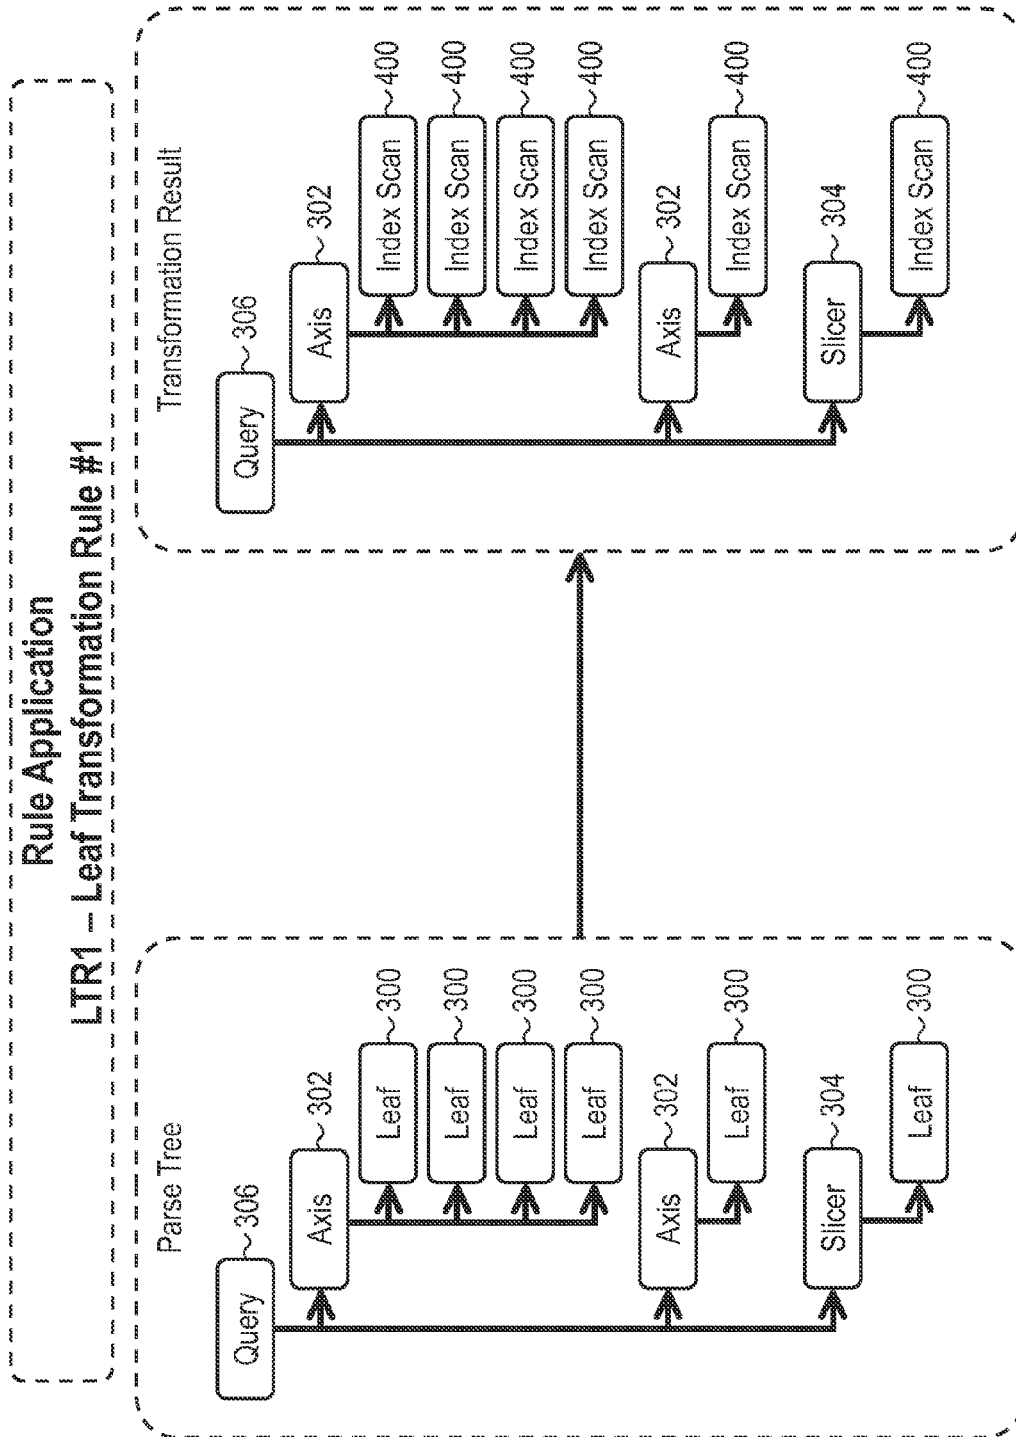 Rule Application
LTR1 – Leaf Transformation Rule #1
Parse Tree
Query
306
Axis
302
Leaf
300
Leaf
300
Leaf
300
Leaf
300
Axis
302
Leaf
300
Slicer
304
Leaf
300
Transformation Result
Query
306
Axis
302
Index Scan
400
Index Scan
400
Index Scan
400
Index Scan
400
Axis
302
Index Scan
400
Slicer
304
Index Scan
400